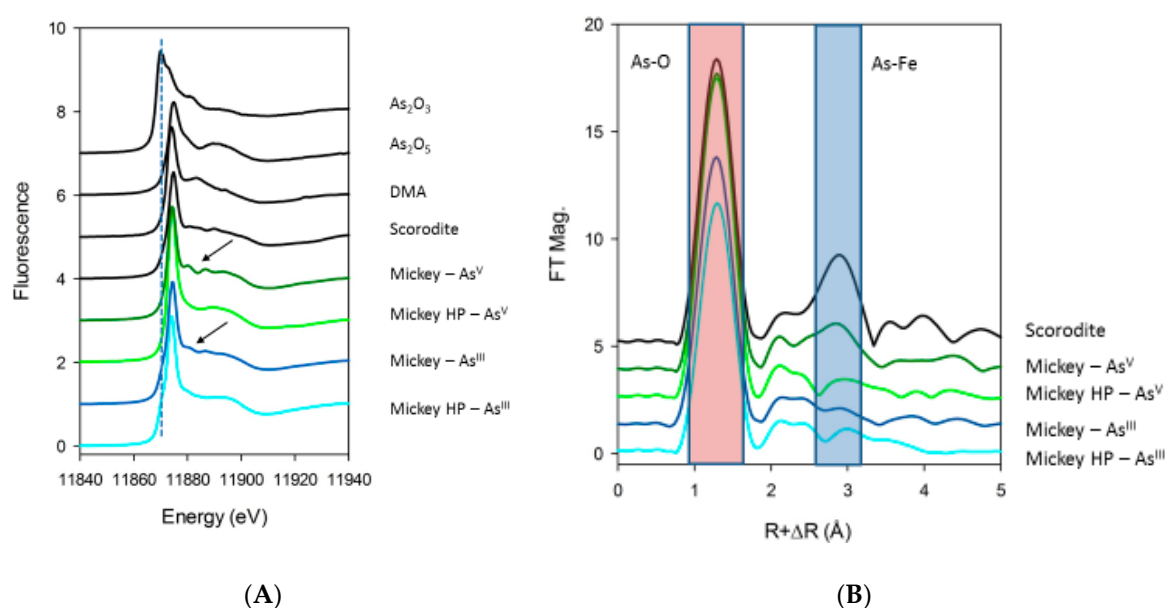 10
8
6
4
2
0
Fluorescence
11840 11860 11880 11900 11920 11940
Energy (eV)
As₂O₃
As₂O₅
DMA
Scorodite
Mickey – Asⱽ
Mickey HP – Asⱽ
Mickey – Asᴵᴵᴵ
Mickey HP – Asᴵᴵᴵ
(A)
20
15
10
5
0
FT Mag.
As-O
As-Fe
0 1 2 3 4 5
R+ΔR (Å)
Scorodite
Mickey – Asⱽ
Mickey HP – Asⱽ
Mickey – Asᴵᴵᴵ
Mickey HP – Asᴵᴵᴵ
(B)